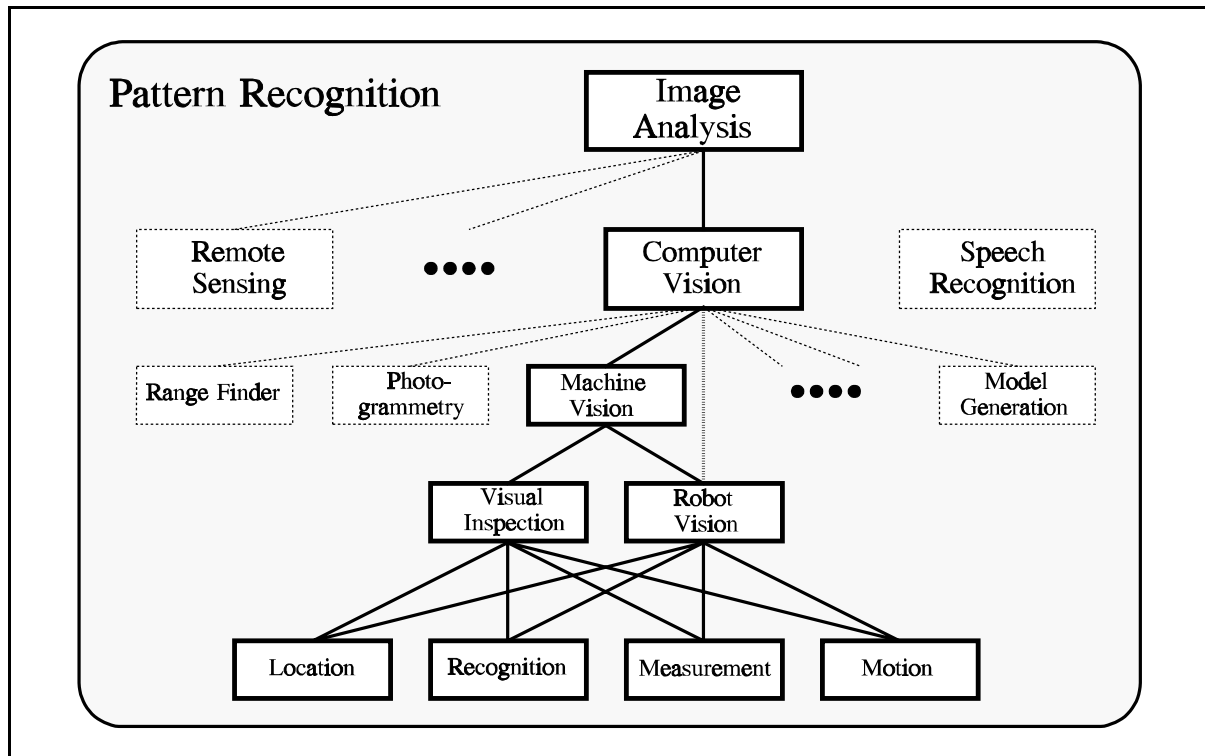 Pattern Recognition
Image
Analysis
Remote
Sensing
Computer
Vision
Speech
Recognition
Range Finder
Photo-
grammetry
Machine
Vision
Model
Generation
Visual
Inspection
Robot
Vision
Location
Recognition
Measurement
Motion